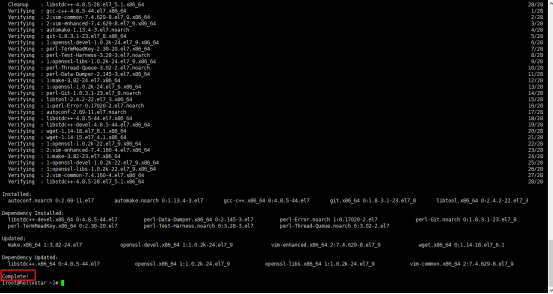 Cleanup : libstdc++-4.8.5-28.el7_5.1.x86_64 28/28
Verifying : gcc-c++-4.8.5-44.el7.x86_64 1/28
Verifying : 2:vim-common-7.4.629-8.el7_9.x86_64 2/28
Verifying : 2:vim-enhanced-7.4.629-8.el7_9.x86_64 3/28
Verifying : automake-1.13.4-3.el7.noarch 4/28
Verifying : git-1.8.3.1-23.el7_8.x86_64 5/28
Verifying : 1:openssl-devel-1.0.2k-24.el7_9.x86_64 6/28
Verifying : perl-TermReadKey-2.30-20.el7.x86_64 7/28
Verifying : perl-Test-Harness-3.28-3.el7.noarch 8/28
Verifying : 1:openssl-libs-1.0.2k-24.el7_9.x86_64 9/28
Verifying : perl-Thread-Queue-3.02-2.el7.noarch 10/28
Verifying : perl-Data-Dumper-2.145-3.el7.x86_64 11/28
Verifying : 1:make-3.82-24.el7.x86_64 12/28
Verifying : 1:openssl-1.0.2k-24.el7_9.x86_64 13/28
Verifying : perl-Git-1.8.3.1-23.el7_8.noarch 14/28
Verifying : libtool-2.4.2-22.el7_3.x86_64 15/28
Verifying : 1:perl-Error-0.17020-2.el7.noarch 16/28
Verifying : autoconf-2.69-11.el7.noarch 17/28
Verifying : libstdc++-4.8.5-44.el7.x86_64 18/28
Verifying : libstdc++-devel-4.8.5-44.el7.x86_64 19/28
Verifying : wget-1.14-18.el7_6.1.x86_64 20/28
Verifying : wget-1.14-15.el7_4.1.x86_64 21/28
Verifying : 1:openssl-1.0.2k-22.el7_9.x86_64 22/28
Verifying : 2:vim-enhanced-7.4.160-4.el7.x86_64 23/28
Verifying : 1:make-3.82-23.el7.x86_64 24/28
Verifying : 1:openssl-devel-1.0.2k-22.el7_9.x86_64 25/28
Verifying : 1:openssl-libs-1.0.2k-22.el7_9.x86_64 26/28
Verifying : 2:vim-common-7.4.160-4.el7.x86_64 27/28
Verifying : libstdc++-4.8.5-28.el7_5.1.x86_64 28/28
Installed:
autoconf.noarch 0:2.69-11.el7 automake.noarch 0:1.13.4-3.el7 gcc-c++.x86_64 0:4.8.5-44.el7 git.x86_64 0:1.8.3.1-23.el7_8 libtool.x86_64 0:2.4.2-22.el7_3
Dependency Installed:
libstdc++-devel.x86_64 0:4.8.5-44.el7 perl-Data-Dumper.x86_64 0:2.145-3.el7 perl-Error.noarch 1:0.17020-2.el7 perl-Git.noarch 0:1.8.3.1-23.el7_8
perl-TermReadKey.x86_64 0:2.30-20.el7 perl-Test-Harness.noarch 0:3.28-3.el7 perl-Thread-Queue.noarch 0:3.02-2.el7
Updated:
make.x86_64 1:3.82-24.el7 openssl-devel.x86_64 1:1.0.2k-24.el7_9 vim-enhanced.x86_64 2:7.4.629-8.el7_9 wget.x86_64 0:1.14-18.el7_6.1
Dependency Updated:
libstdc++.x86_64 0:4.8.5-44.el7 openssl.x86_64 1:1.0.2k-24.el7_9 openssl-libs.x86_64 1:1.0.2k-24.el7_9 vim-common.x86_64 2:7.4.629-8.el7_9
Complete!
[root@hellostar ~]#